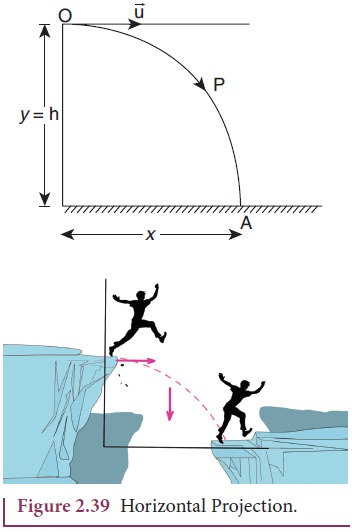 O
u⃗
P
y = h
A
x
Figure 2.39 Horizontal Projection.